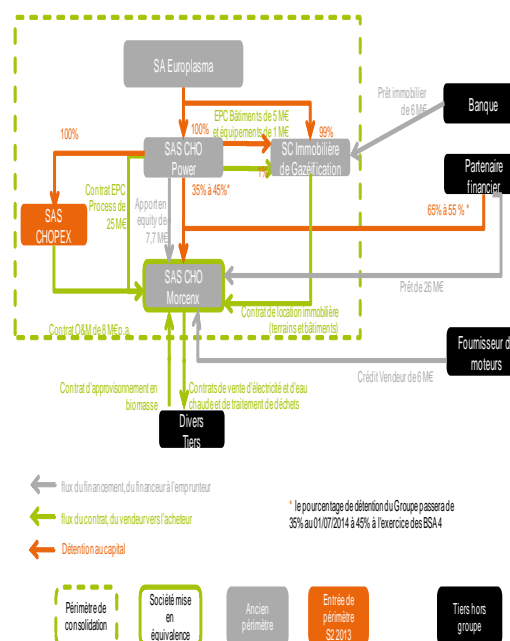 SA Europlasma
Prêt immobilier
de 6 M€
Banque
EPC Bâtiments de 5 M€
et équipements de 1 M€
100%
100%
99%
SAS CHO
Power
SC Immobilière
de Gazéification
1%
Partenaire
financier
35% à 45% *
65% à 55 % *
Contrat EPC
Process de
25 M€
Apport en
equity de
7,7 M€
SAS
CHOPEX
SAS CHO
Morcenx
Prêt de 26 M€
Contrat de location immobilière
(terrains et bâtiments)
Contrat O&M de 8 M€ p.a.
Fournisseur de
moteurs
Crédit Vendeur de 6 M€
Contrat d'approvisonnement en
biomasse
Contrats de vente d'électricité et d'eau
chaude et de traitement de déchets
Divers
Tiers
flux du financement, du financeur à l'emprunteur
flux du contrat, du vendeur vers l'acheteur
Détention au capital
* le pourcentage de détention du Groupe passera de
35% au 01/07/2014 à 45% à l'exercice des BSA 4
Périmètre de
consolidation
Société mise
en
équivalence
Ancien
périmètre
Entrée de
périmètre
S2 2013
Tiers hors
groupe